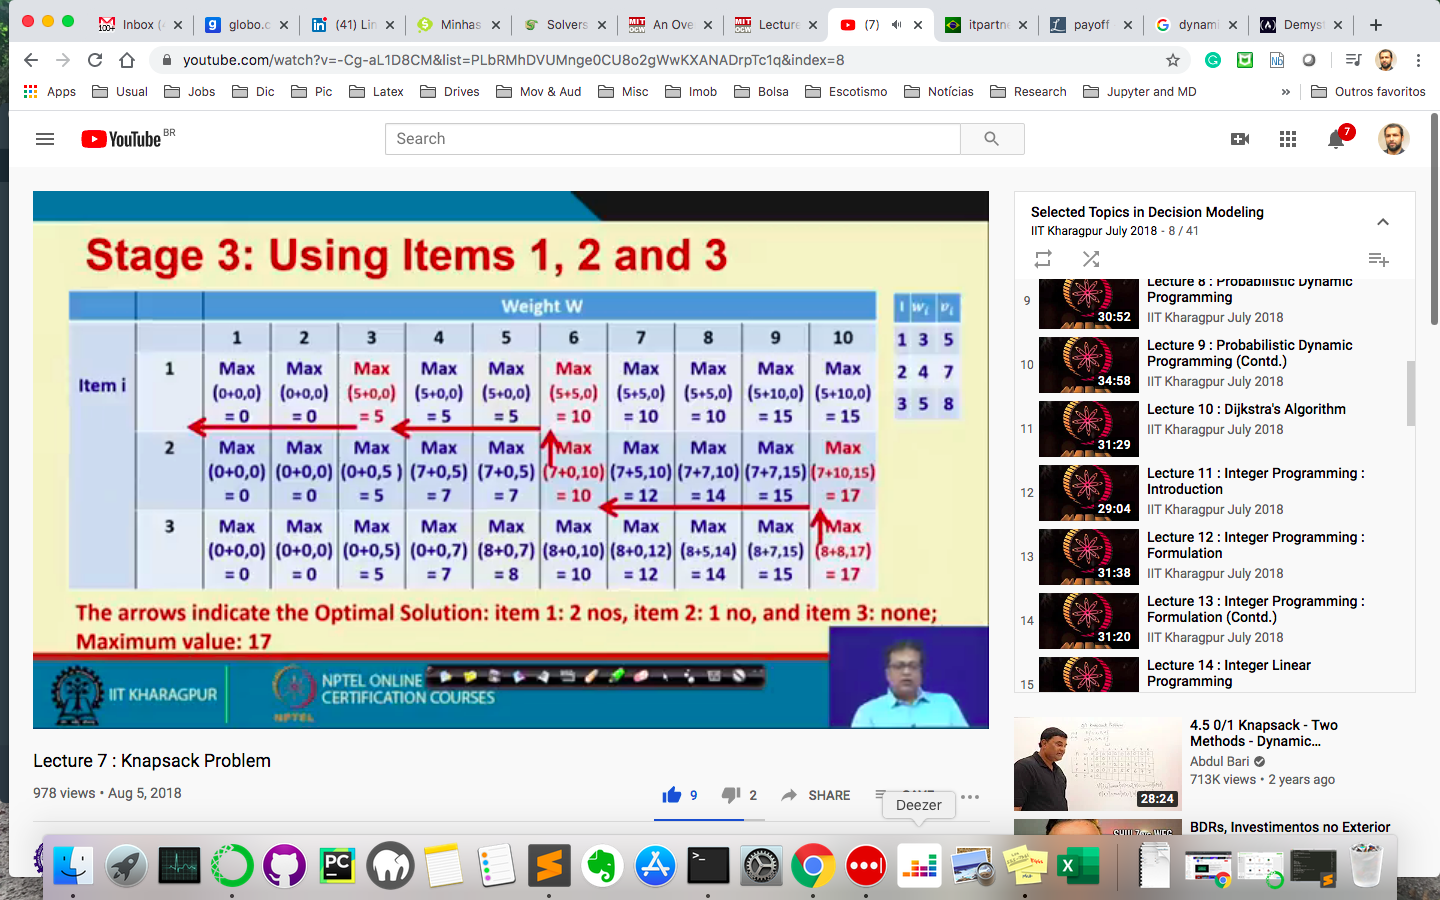 Inbox (4
globo.c
(41) Lin
Minhas
Solvers
An Ove
Lecture
(7)
itpartne
payoff
dynami
Demyst
youtube.com/watch?v=-Cg-aL1D8CM&list=PLbRMhDVUMnge0CU8o2gWwKXANADrpTc1q&index=8
Apps Usual Jobs Dic Pic Latex Drives Mov & Aud Misc Imob Bolsa Escotismo Notícias Research Jupyter and MD » Outros favoritos
YouTube BR
Search
7
Stage 3: Using Items 1, 2 and 3
Weight W
1 2 3 4 5 6 7 8 9 10
Item i
1 Max Max Max Max Max Max Max Max Max Max
(0+0,0) (0+0,0) (5+0,0) (5+0,0) (5+0,0) (5+5,0) (5+5,0) (5+5,0) (5+10,0) (5+10,0)
= 0 = 0 = 5 = 5 = 5 = 10 = 10 = 10 = 15 = 15
2 Max Max Max Max Max Max Max Max Max Max
(0+0,0) (0+0,0) (0+0,5 ) (7+0,5) (7+0,5) (7+0,10) (7+5,10) (7+7,10) (7+7,15) (7+10,15)
= 0 = 0 = 5 = 7 = 7 = 10 = 12 = 14 = 15 = 17
3 Max Max Max Max Max Max Max Max Max Max
(0+0,0) (0+0,0) (0+0,5) (0+0,7) (8+0,7) (8+0,10) (8+0,12) (8+5,14) (8+7,15) (8+8,17)
= 0 = 0 = 5 = 7 = 8 = 10 = 12 = 14 = 15 = 17
I wᵢ vᵢ
1 3 5
2 4 7
3 5 8
The arrows indicate the Optimal Solution: item 1: 2 nos, item 2: 1 no, and item 3: none;
Maximum value: 17
IIT KHARAGPUR
NPTEL
NPTEL ONLINE
CERTIFICATION COURSES
Lecture 7 : Knapsack Problem
978 views • Aug 5, 2018
9
2
SHARE
Deezer
Selected Topics in Decision Modeling
IIT Kharagpur July 2018 - 8 / 41
9
30:52
Lecture 8 : Probabilistic Dynamic
Programming
IIT Kharagpur July 2018
10
34:58
Lecture 9 : Probabilistic Dynamic
Programming (Contd.)
IIT Kharagpur July 2018
11
31:29
Lecture 10 : Dijkstra's Algorithm
IIT Kharagpur July 2018
12
29:04
Lecture 11 : Integer Programming :
Introduction
IIT Kharagpur July 2018
13
31:38
Lecture 12 : Integer Programming :
Formulation
IIT Kharagpur July 2018
14
31:20
Lecture 13 : Integer Programming :
Formulation (Contd.)
IIT Kharagpur July 2018
15
Lecture 14 : Integer Linear
Programming
28:24
4.5 0/1 Knapsack - Two
Methods - Dynamic...
Abdul Bari
713K views • 2 years ago
BDRs, Investimentos no Exterior
PC